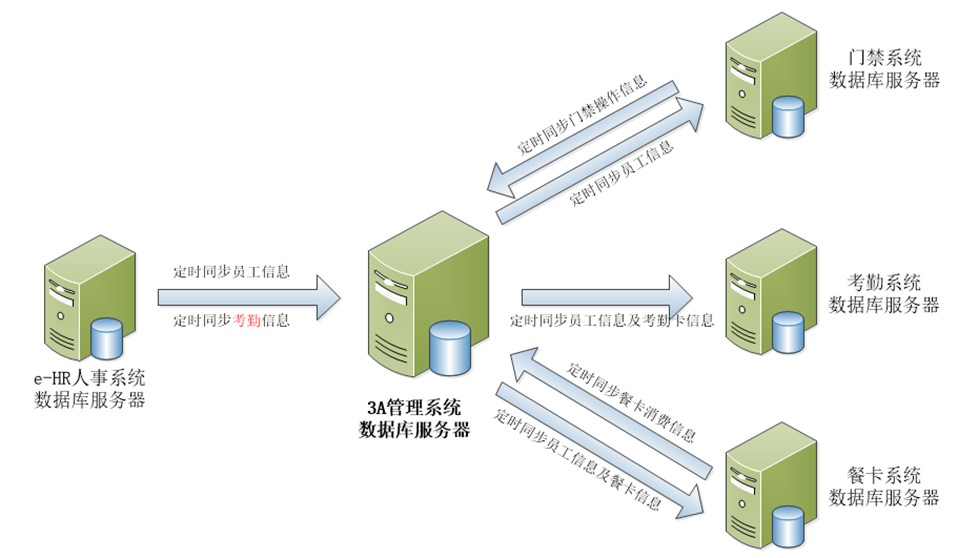 门禁系统
数据库服务器
定时同步门禁操作信息
定时同步员工信息
定时同步员工信息
定时同步考勤信息
e-HR人事系统
数据库服务器
3A管理系统
数据库服务器
定时同步员工信息及考勤卡信息
考勤系统
数据库服务器
定时同步餐卡消费信息
定时同步员工信息及餐卡信息
餐卡系统
数据库服务器